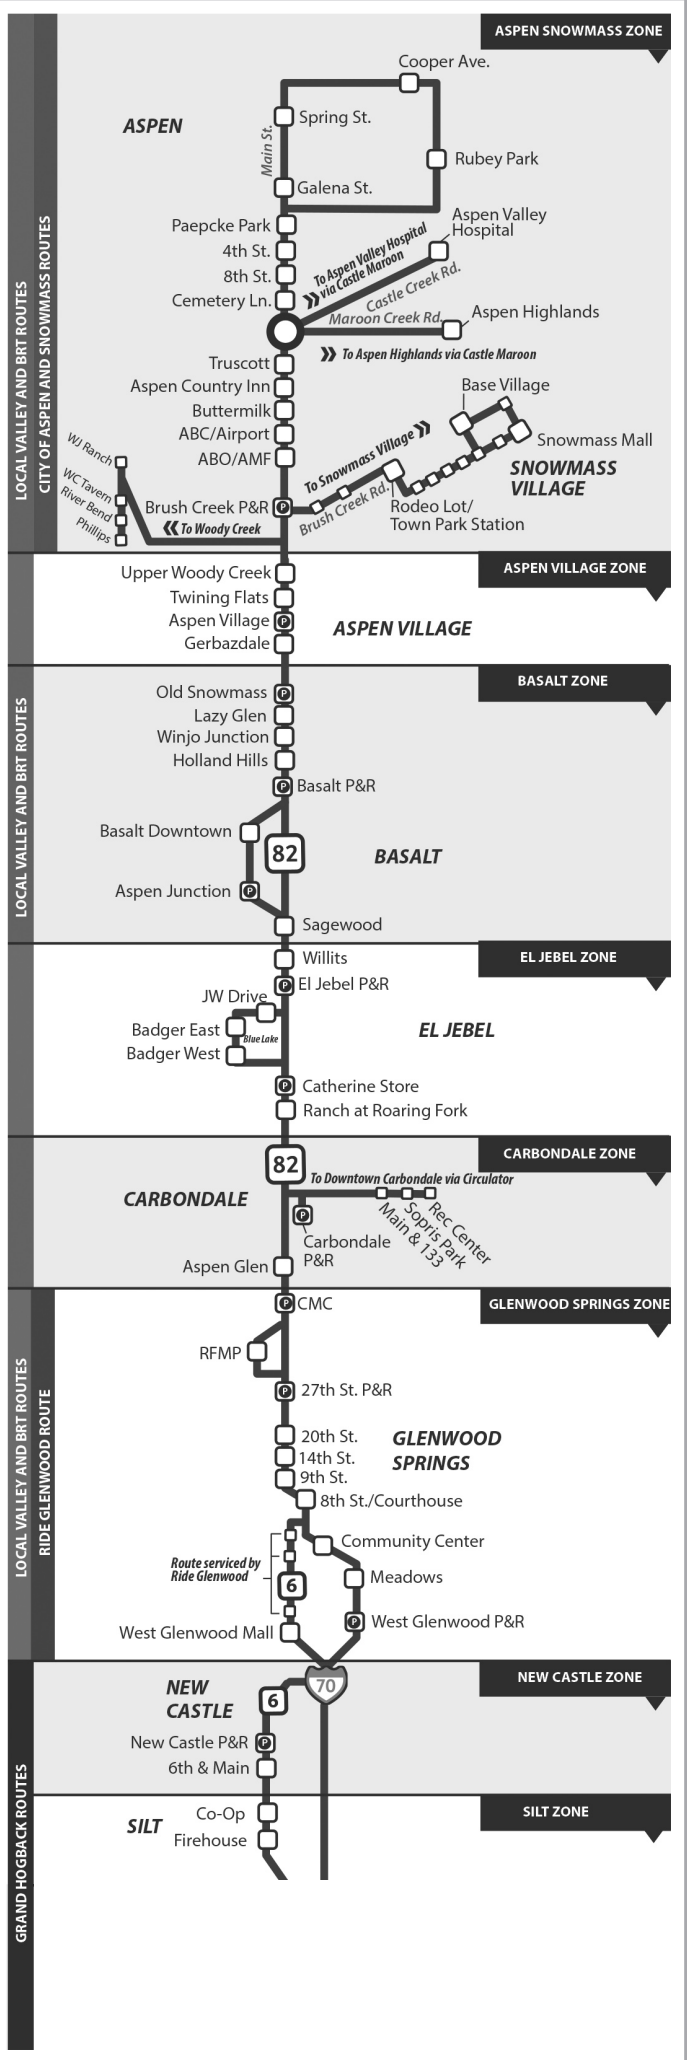 ASPEN SNOWMASS ZONE
Cooper Ave.
ASPEN
Spring St.
Main St.
Rubey Park
Galena St.
Paepcke Park
Aspen Valley
Hospital
4th St.
8th St.
To Aspen Valley Hospital
via Castle Maroon
Castle Creek Rd.
Cemetery Ln.
Maroon Creek Rd.
Aspen Highlands
To Aspen Highlands via Castle Maroon
Truscott
Aspen Country Inn
Base Village
Buttermilk
ABC/Airport
Snowmass Mall
ABO/AMF
To Snowmass Village
SNOWMASS
VILLAGE
WJ Ranch
WC Tavern
River Bend
Phillips
Brush Creek P&R
P
Brush Creek Rd.
Rodeo Lot/
Town Park Station
To Woody Creek
LOCAL VALLEY AND BRT ROUTES
CITY OF ASPEN AND SNOWMASS ROUTES
ASPEN VILLAGE ZONE
Upper Woody Creek
Twining Flats
Aspen Village
P
ASPEN VILLAGE
Gerbazdale
BASALT ZONE
Old Snowmass
P
Lazy Glen
Winjo Junction
Holland Hills
P
Basalt P&R
Basalt Downtown
82
BASALT
Aspen Junction
P
Sagewood
LOCAL VALLEY AND BRT ROUTES
Willits
EL JEBEL ZONE
P
El Jebel P&R
JW Drive
Badger East
Blue Lake
EL JEBEL
Badger West
P
Catherine Store
Ranch at Roaring Fork
CARBONDALE ZONE
82
To Downtown Carbondale via Circulator
CARBONDALE
P
Main & 133
Sopris Park
Rec Center
Carbondale
P&R
Aspen Glen
GLENWOOD SPRINGS ZONE
P
CMC
RFMP
P
27th St. P&R
20th St.
GLENWOOD
SPRINGS
14th St.
9th St.
8th St./Courthouse
Community Center
Route serviced by
Ride Glenwood
6
Meadows
P
West Glenwood P&R
West Glenwood Mall
LOCAL VALLEY AND BRT ROUTES
RIDE GLENWOOD ROUTE
NEW CASTLE ZONE
70
NEW
CASTLE
6
New Castle P&R
P
6th & Main
SILT ZONE
Co-Op
SILT
Firehouse
GRAND HOGBACK ROUTES